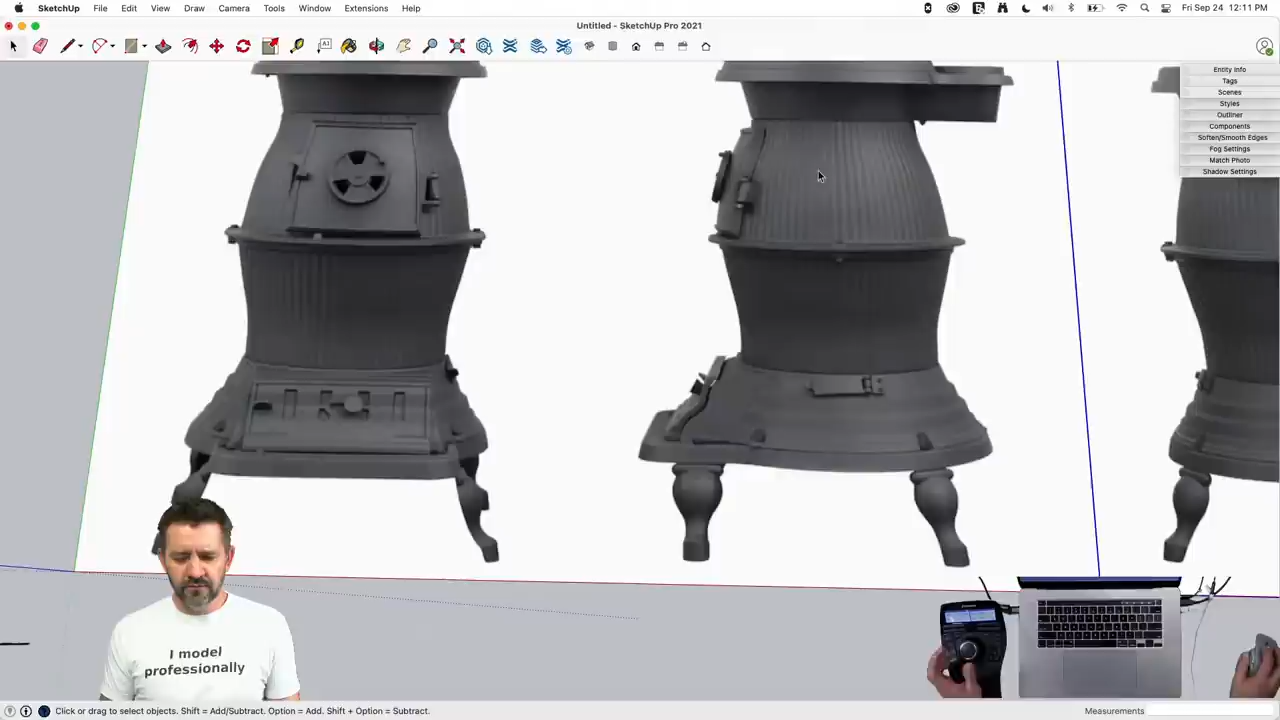 SketchUp File Edit View Draw Camera Tools Window Extensions Help
Fri Sep 24 12:11 PM
Untitled - SketchUp Pro 2021
Entity Info
Tags
Scenes
Styles
Outliner
Components
Soften/Smooth Edges
Fog Settings
Match Photo
Shadow Settings
I model
professionally
Click or drag to select objects. Shift = Add/Subtract. Option = Add. Shift + Option = Subtract.
Measurements